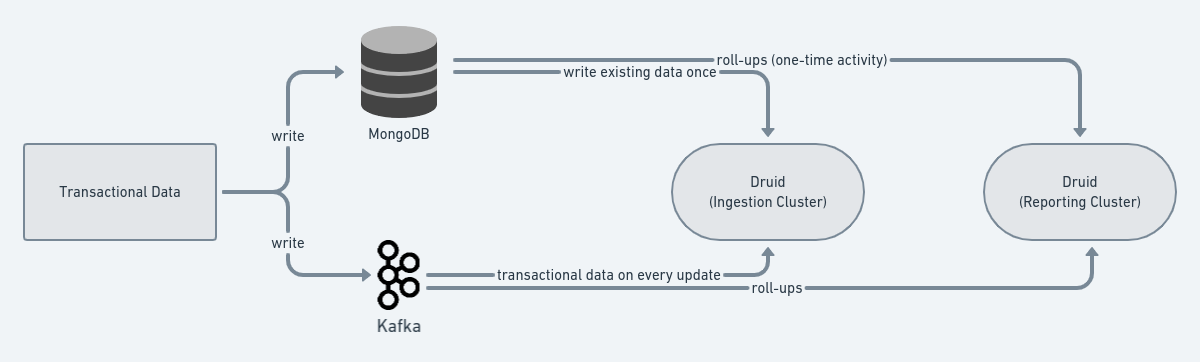 roll-ups (one-time activity)
write existing data once
MongoDB
write
Transactional Data
Druid
(Ingestion Cluster)
Druid
(Reporting Cluster)
write
transactional data on every update
roll-ups
Kafka